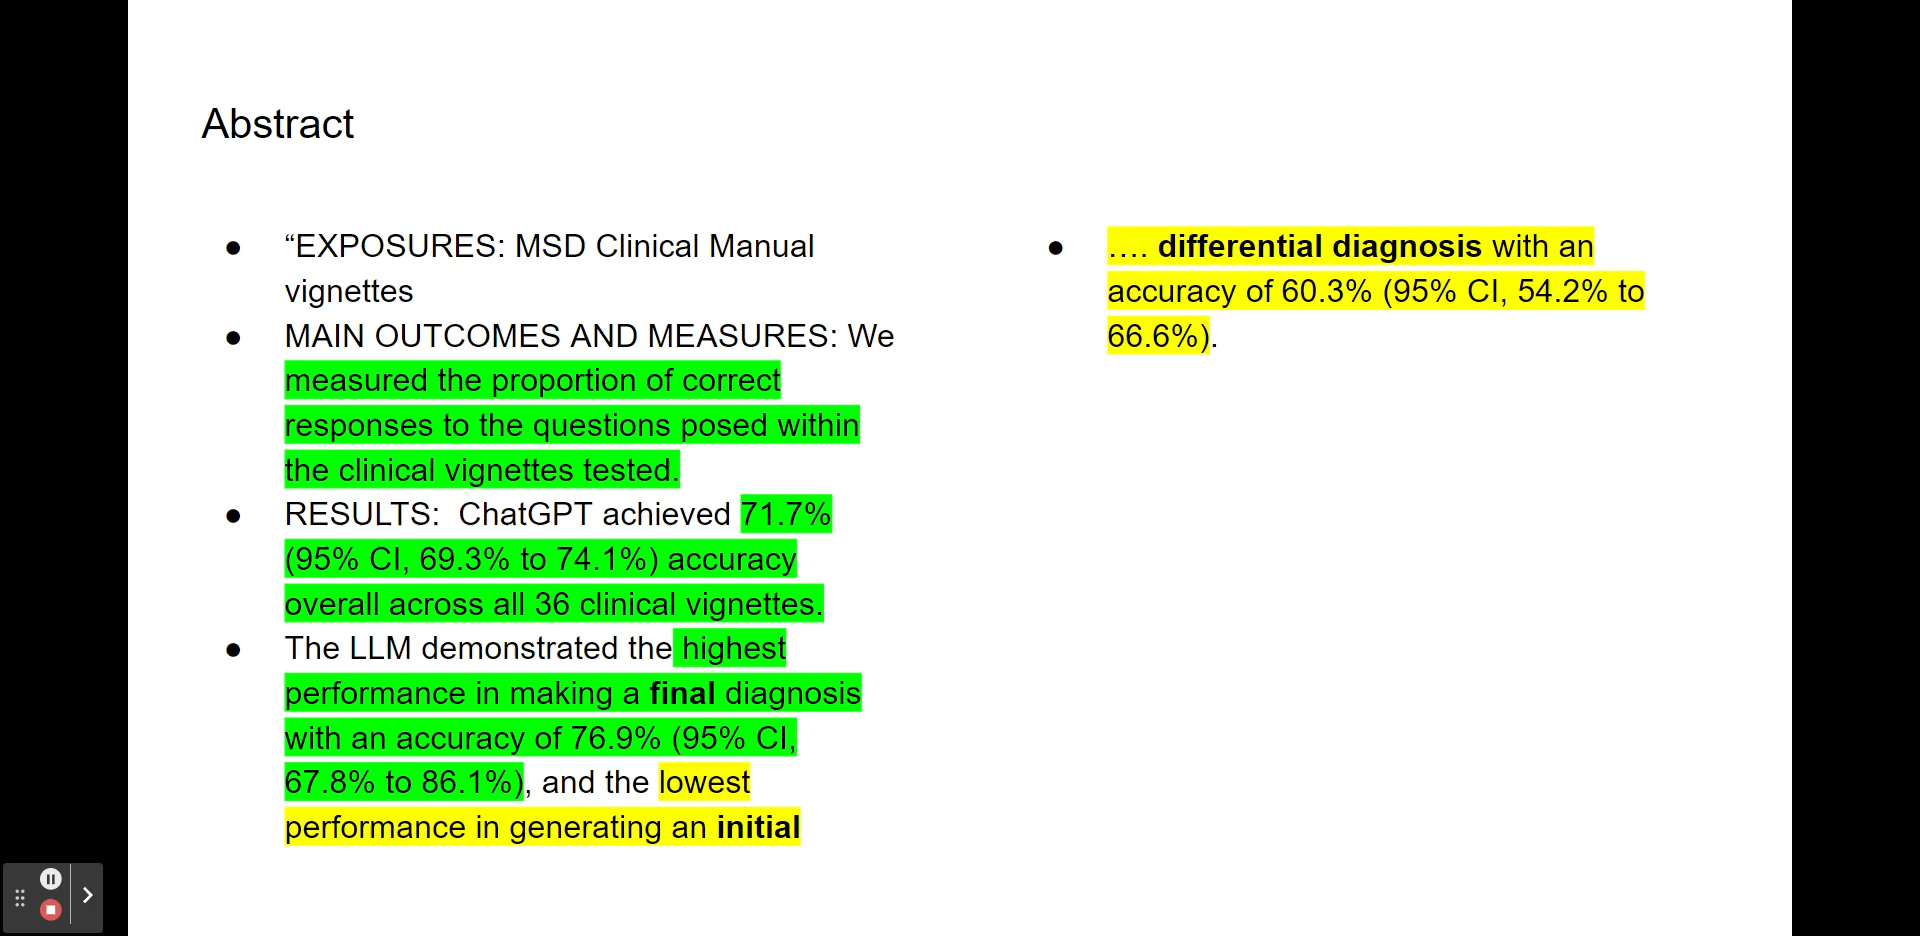 Abstract
● “EXPOSURES: MSD Clinical Manual
vignettes
● MAIN OUTCOMES AND MEASURES: We
measured the proportion of correct
responses to the questions posed within
the clinical vignettes tested.
● RESULTS:  ChatGPT achieved 71.7%
(95% CI, 69.3% to 74.1%) accuracy
overall across all 36 clinical vignettes.
● The LLM demonstrated the highest
performance in making a final diagnosis
with an accuracy of 76.9% (95% CI,
67.8% to 86.1%), and the lowest
performance in generating an initial
● .... differential diagnosis with an
accuracy of 60.3% (95% CI, 54.2% to
66.6%).